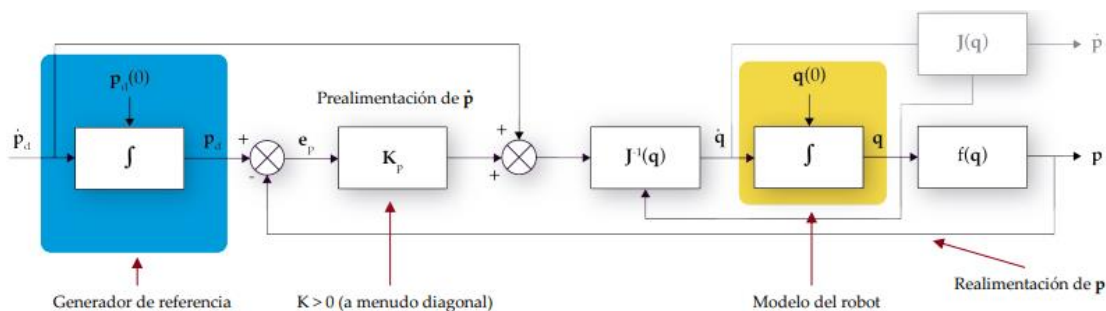 J(q)
ṗ
p_d(0)
q(0)
Prealimentación de ṗ
ṗ_d
∫
p_d
+
-
e_p
K_p
+
+
J⁻¹(q)
q̇
∫
q
f(q)
p
Realimentación de p
Generador de referencia
K > 0 (a menudo diagonal)
Modelo del robot